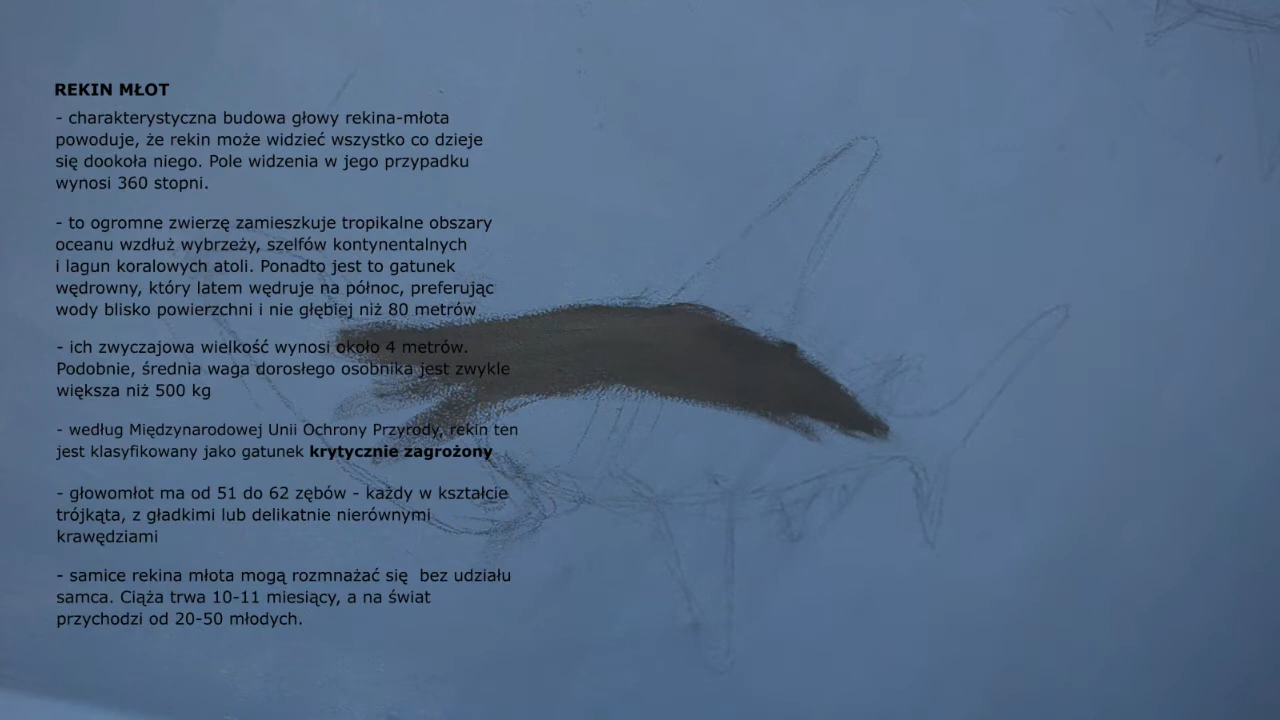 REKIN MŁOT
- charakterystyczna budowa głowy rekina-młota
powoduje, że rekin może widzieć wszystko co dzieje
się dookoła niego. Pole widzenia w jego przypadku
wynosi 360 stopni.
- to ogromne zwierzę zamieszkuje tropikalne obszary
oceanu wzdłuż wybrzeży, szelfów kontynentalnych
i lagun koralowych atoli. Ponadto jest to gatunek
wędrowny, który latem wędruje na północ, preferując
wody blisko powierzchni i nie głębiej niż 80 metrów
- ich zwyczajowa wielkość wynosi około 4 metrów.
Podobnie, średnia waga dorosłego osobnika jest zwykle
większa niż 500 kg
- według Międzynarodowej Unii Ochrony Przyrody, rekin ten
jest klasyfikowany jako gatunek krytycznie zagrożony
- głowomłot ma od 51 do 62 zębów - każdy w kształcie
trójkąta, z gładkimi lub delikatnie nierównymi
krawędziami
- samice rekina młota mogą rozmnażać się  bez udziału
samca. Ciąża trwa 10-11 miesiący, a na świat
przychodzi od 20-50 młodych.